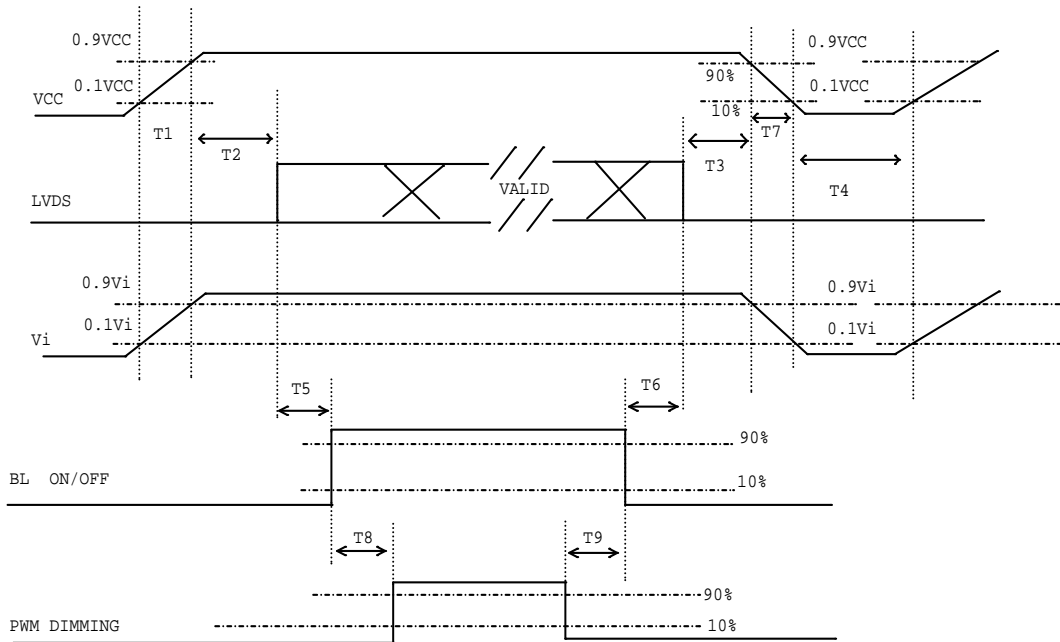 0.9VCC 0.9VCC
90%
0.1VCC 0.1VCC
VCC 10%
T1 T2 T3 T7 T4
LVDS VALID
0.9Vi 0.9Vi
0.1Vi 0.1Vi
Vi
T5 T6
90%
BL ON/OFF 10%
T8 T9
90%
PWM DIMMING 10%